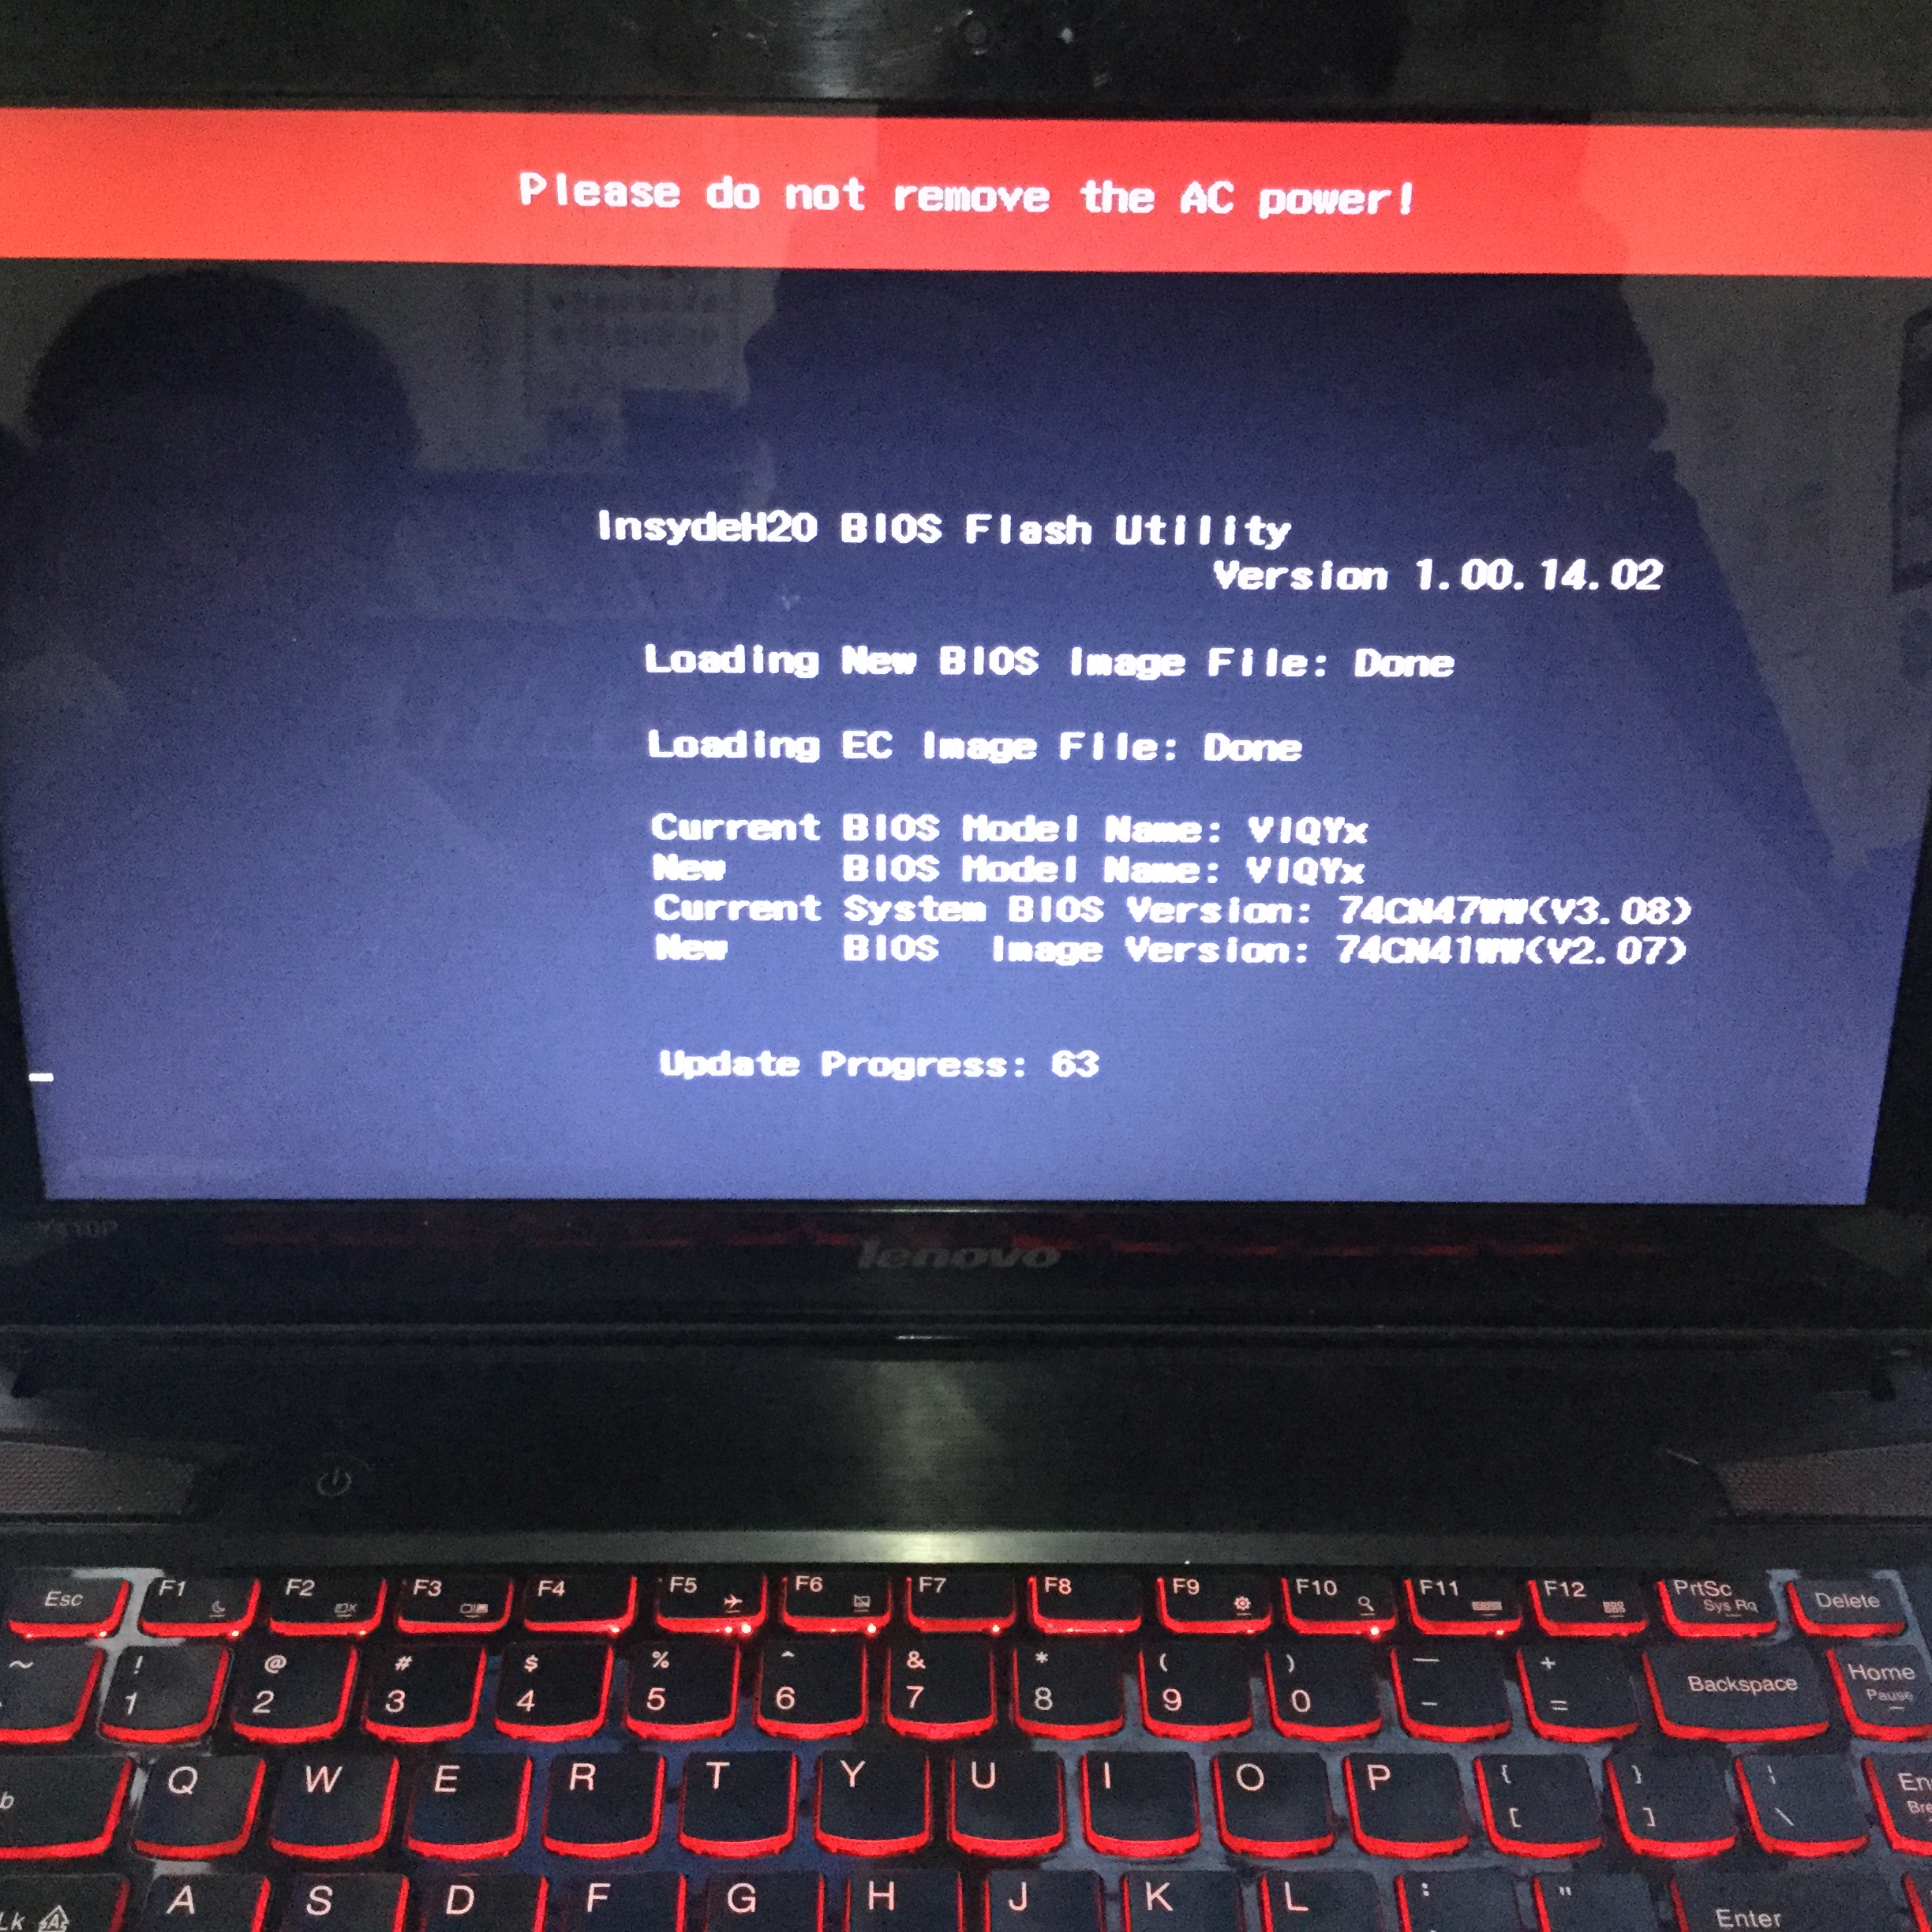 Please do not remove the AC power!
InsydeH20 BIOS Flash Utility
Version 1.00.14.02
Loading New BIOS Image File: Done
Loading EC Image File: Done
Current BIOS Model Name: VIQYx
New BIOS Model Name: VIQYx
Current System BIOS Version: 74CN47WW(V3.08)
New BIOS Image Version: 74CN41WW(V2.07)
Update Progress: 63
Y410P
lenovo
Esc F1 F2 F3 F4 F5 F6 F7 F8 F9 F10 F11 F12 PrtSc Delete
Sys Rq
~ ! @ # $ % ^ & * ( ) — + Backspace Home
1 2 3 4 5 6 7 8 9 0 - = Pause
Q W E R T Y U I O P { } ¦
[ ] \
A S D F G H J K L : "
Enter